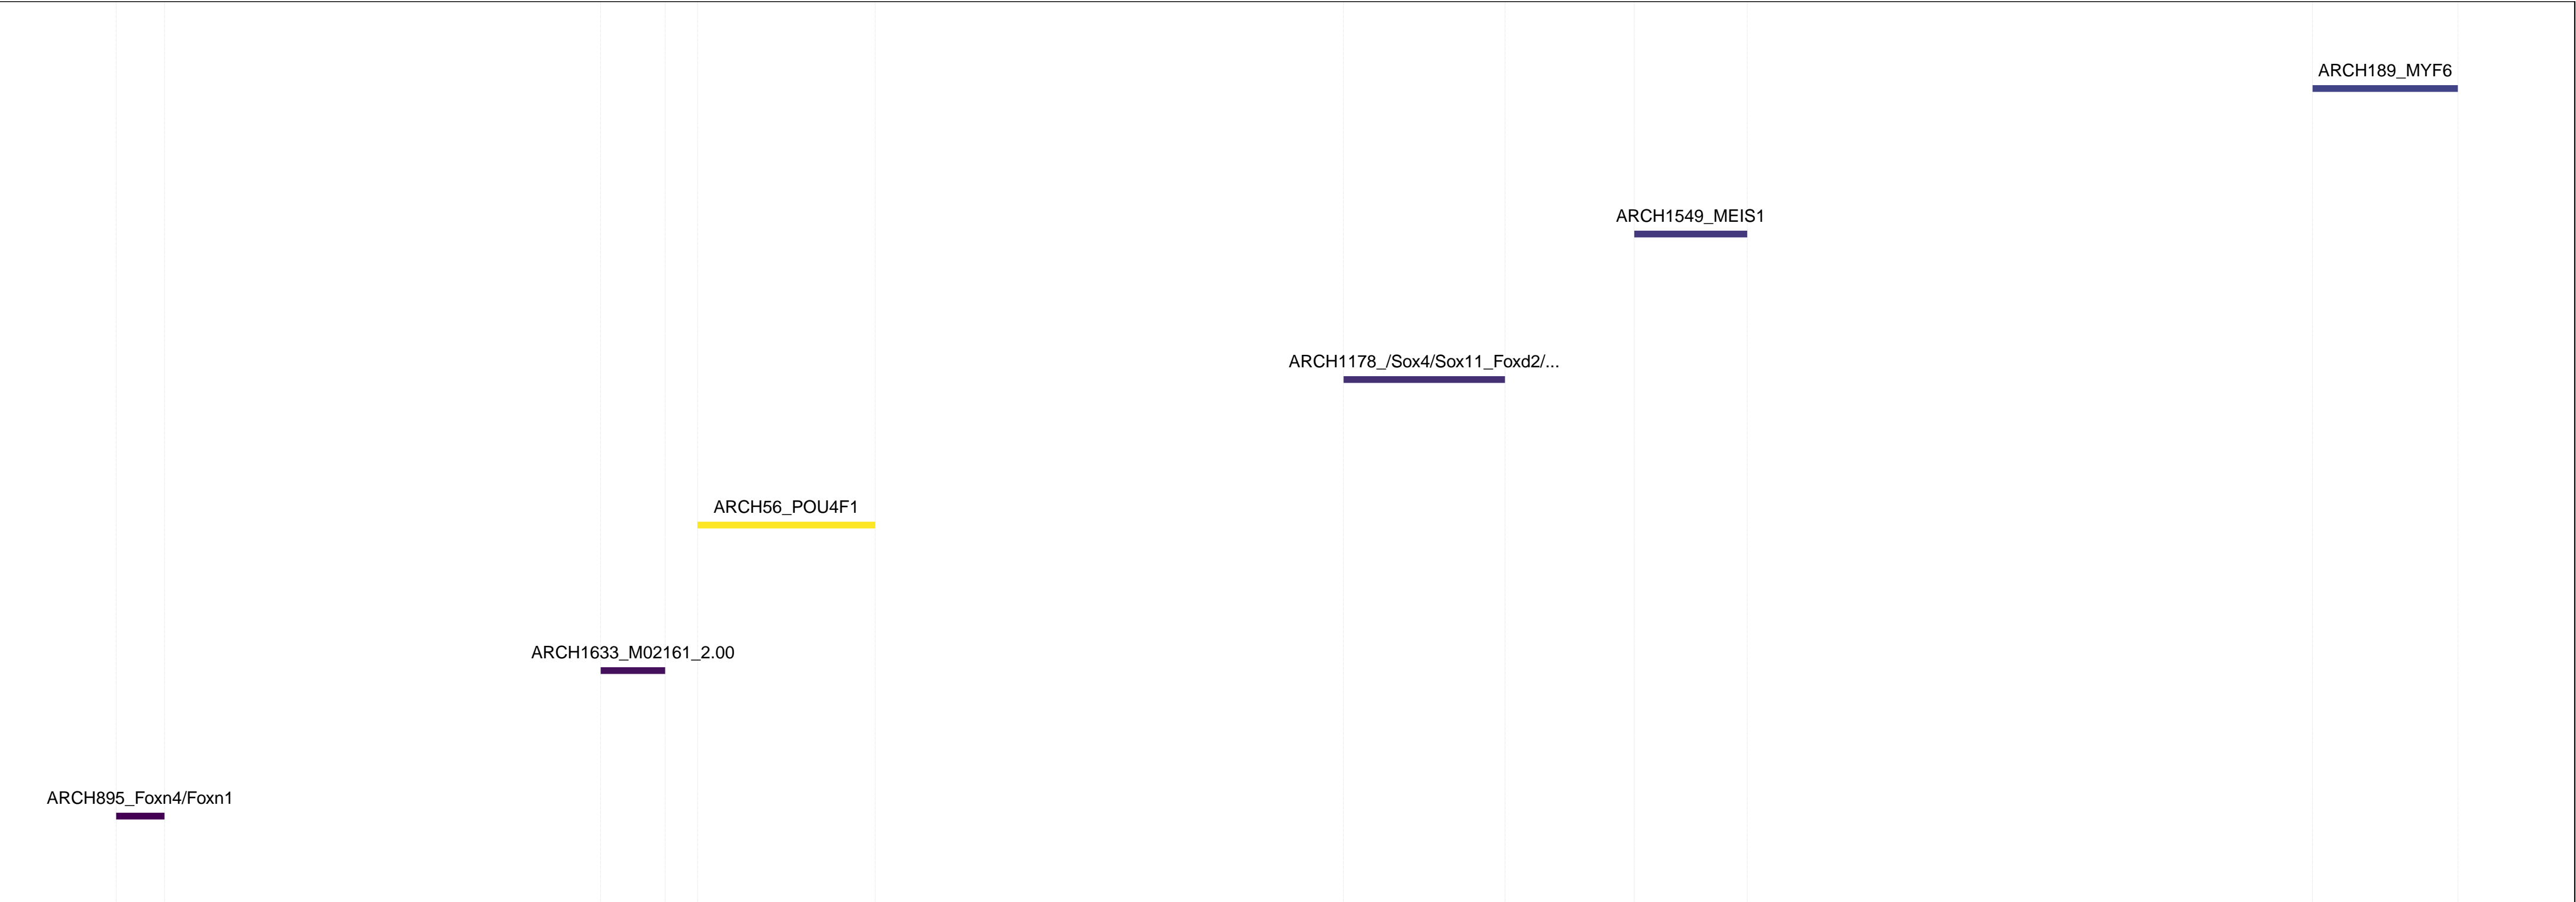 ARCH189_MYF6
ARCH1549_MEIS1
ARCH1178_/Sox4/Sox11_Foxd2/...
ARCH56_POU4F1
ARCH1633_M02161_2.00
ARCH895_Foxn4/Foxn1